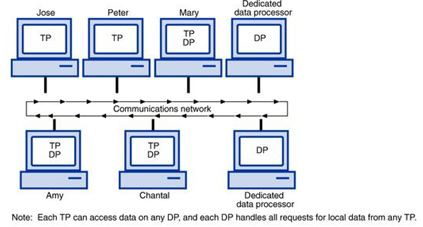 Jose
Peter
Mary
Dedicated
data processor
TP
TP
TP
DP
DP
Communications network
TP
DP
TP
DP
DP
Amy
Chantal
Dedicated
data processor
Note: Each TP can access data on any DP, and each DP handles all requests for local data from any TP.